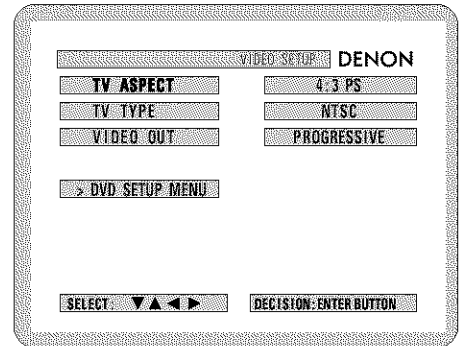 VIDEO SETUP DENON
TV ASPECT 4:3 PS
TV TYPE NTSC
VIDEO OUT PROGRESSIVE
> DVD SETUP MENU
SELECT: ▼▲◀▶ DECISION: ENTER BUTTON